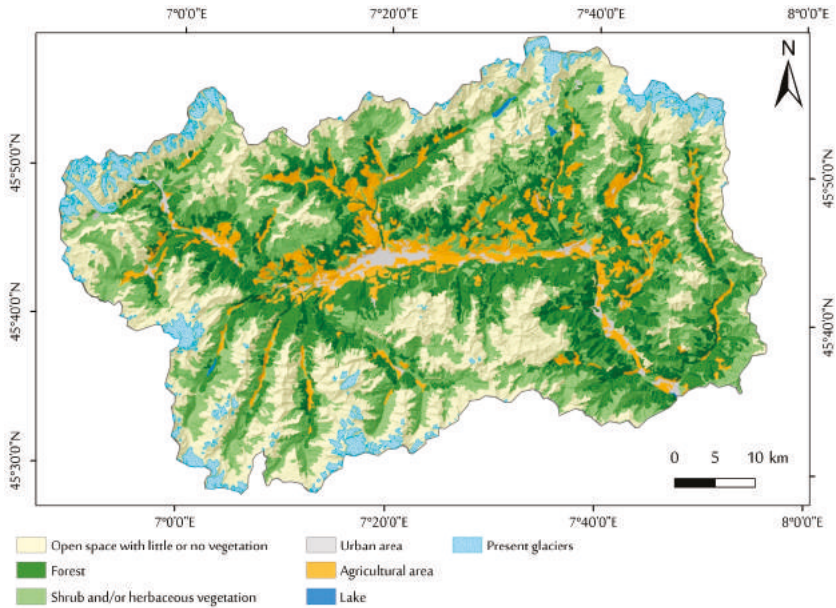 7°0'0"E 7°20'0"E 7°40'0"E 8°0'0"E
N
45°50'0"N 45°50'0"N
45°40'0"N 45°40'0"N
45°30'0"N
0 5 10 km
7°0'0"E 7°20'0"E 7°40'0"E 8°0'0"E
Open space with little or no vegetation Urban area Present glaciers
Forest Agricultural area
Shrub and/or herbaceous vegetation Lake